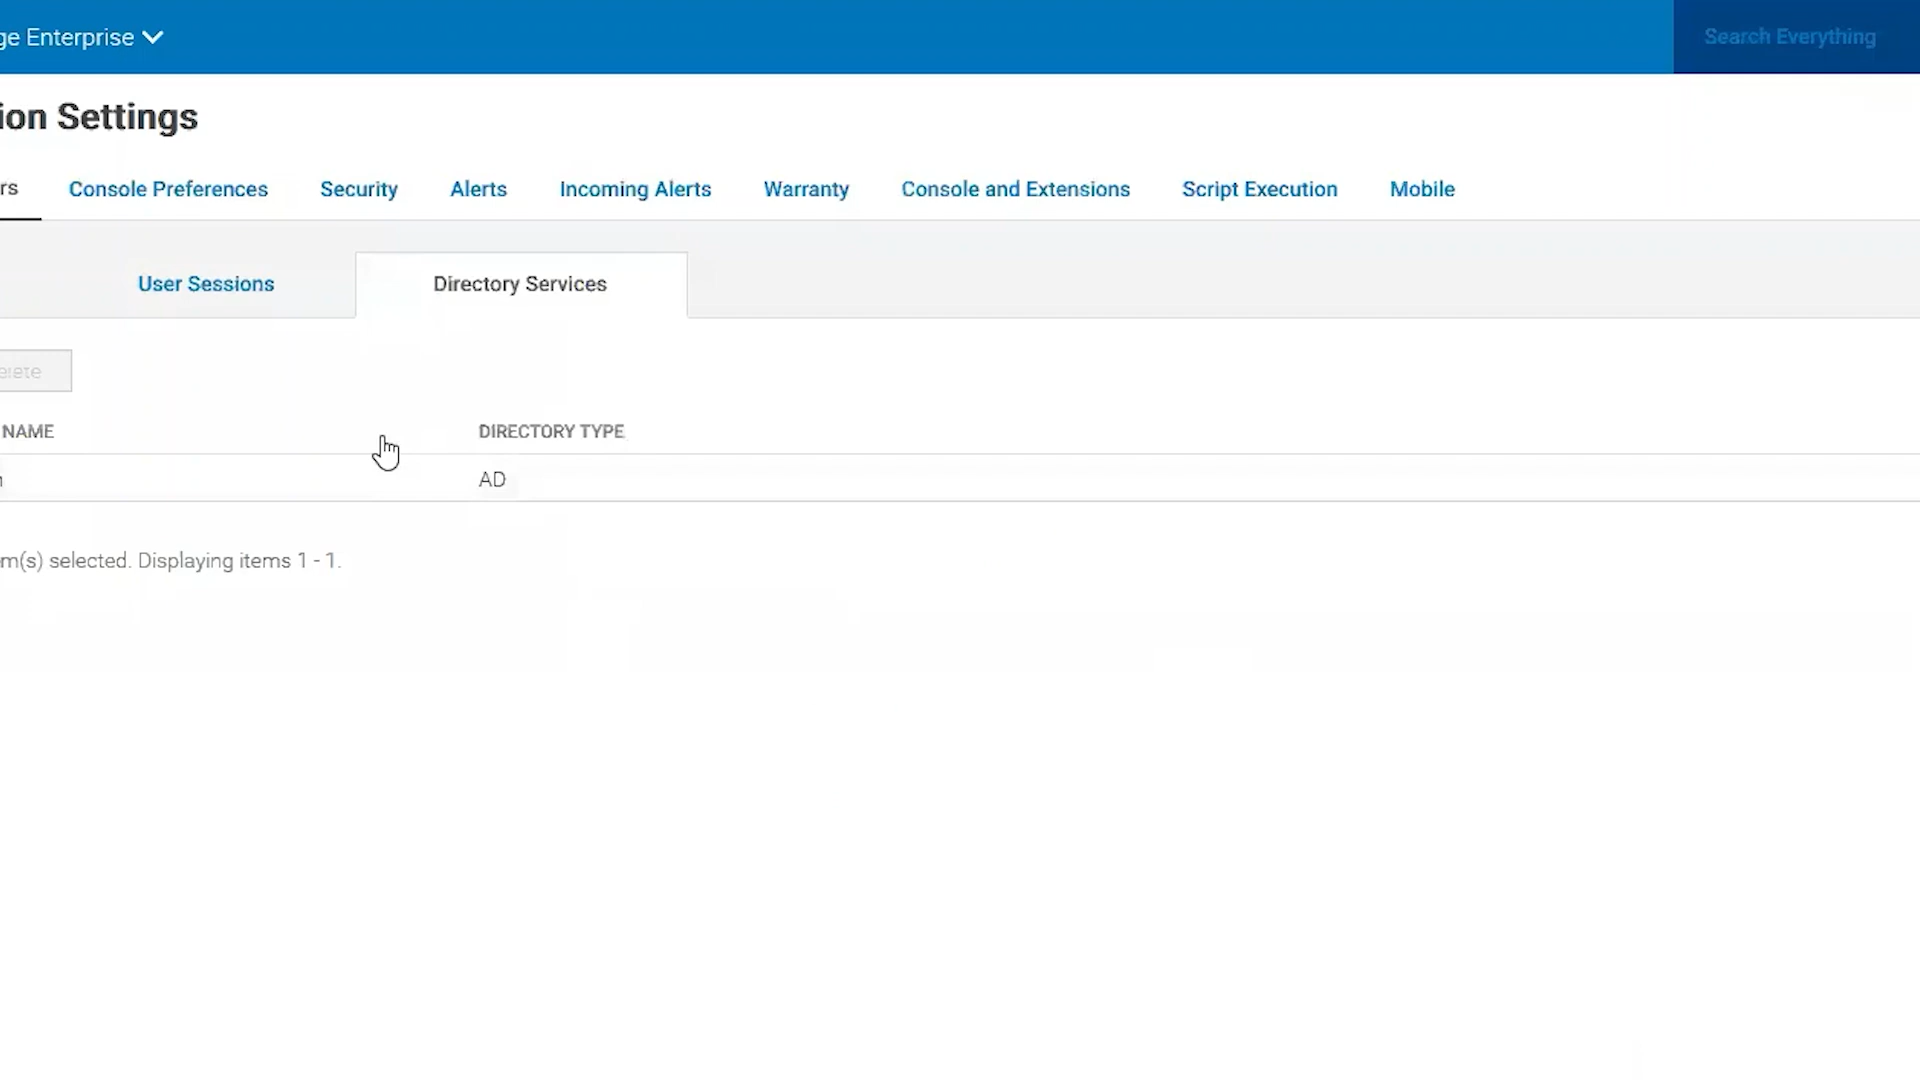 ge Enterprise
Search Everything
ion Settings
rs Console Preferences Security Alerts Incoming Alerts Warranty Console and Extensions Script Execution Mobile
User Sessions Directory Services
elete
NAME DIRECTORY TYPE
AD
m(s) selected. Displaying items 1 - 1.